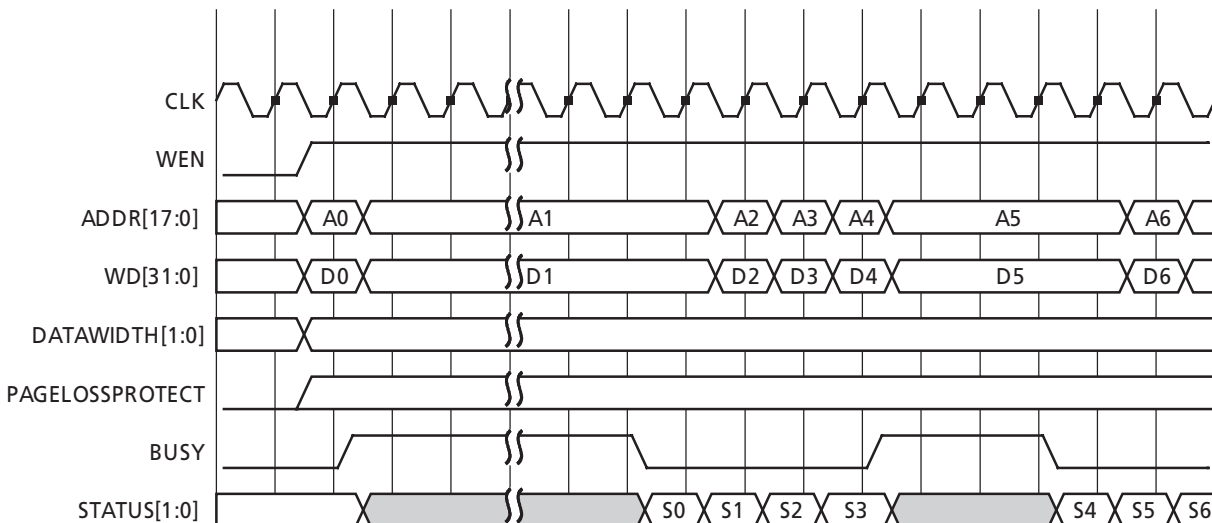 CLK
WEN
ADDR[17:0] A0 A1 A2 A3 A4 A5 A6
WD[31:0] D0 D1 D2 D3 D4 D5 D6
DATAWIDTH[1:0]
PAGELOSSPROTECT
BUSY
STATUS[1:0] S0 S1 S2 S3 S4 S5 S6